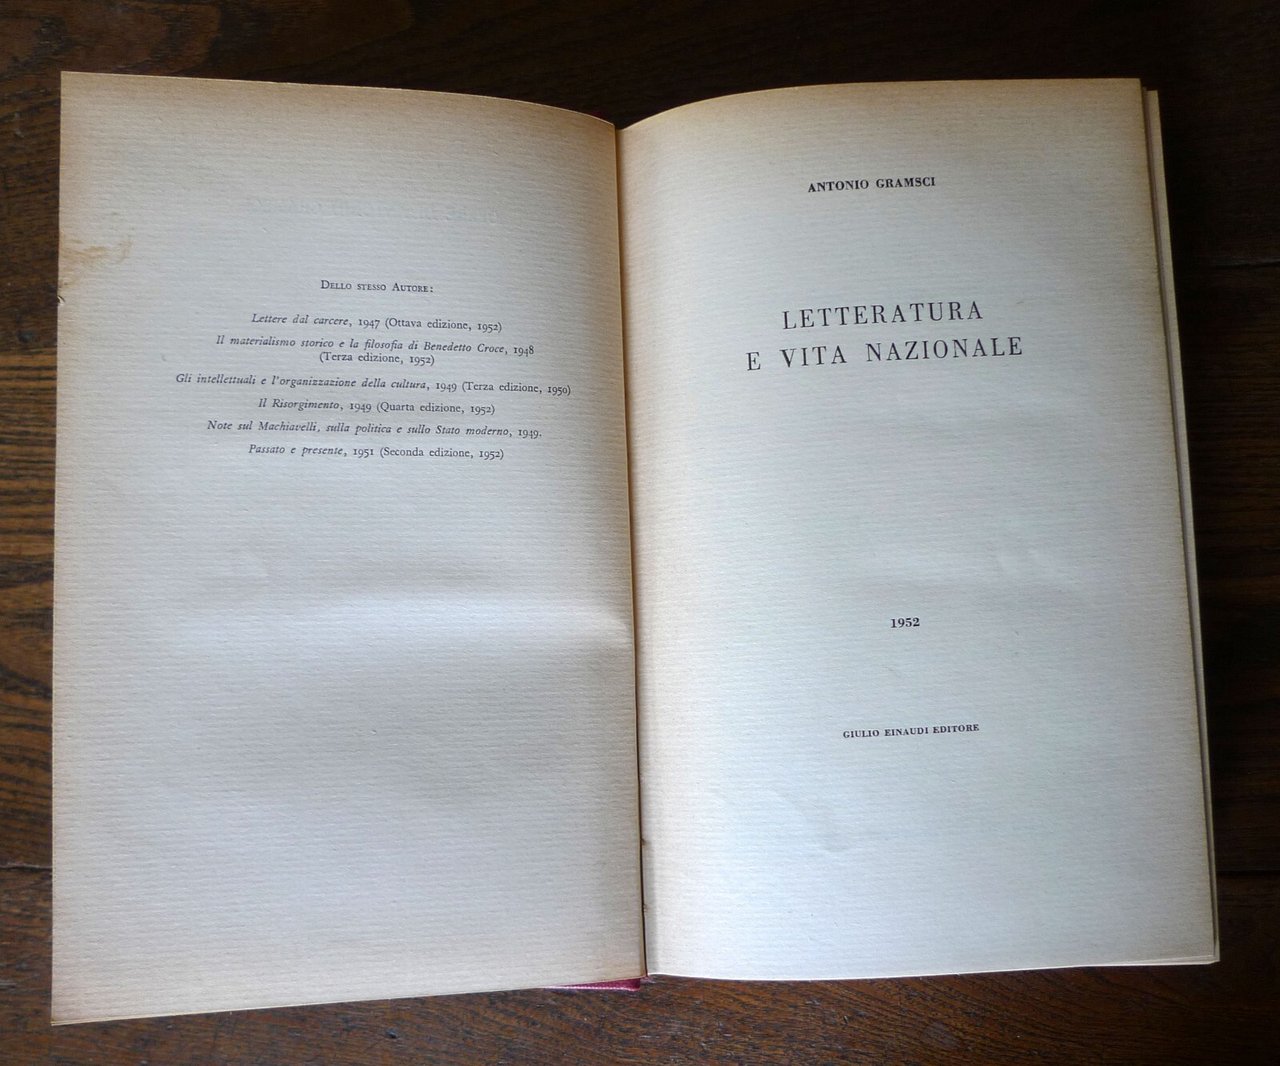 Dello stesso Autore:
Lettere dal carcere, 1947 (Ottava edizione, 1952)
Il materialismo storico e la filosofia di Benedetto Croce, 1948
(Terza edizione, 1952)
Gli intellettuali e l'organizzazione della cultura, 1949 (Terza edizione, 1950)
Il Risorgimento, 1949 (Quarta edizione, 1952)
Note sul Machiavelli, sulla politica e sullo Stato moderno, 1949.
Passato e presente, 1951 (Seconda edizione, 1952)
ANTONIO GRAMSCI
LETTERATURA
E VITA NAZIONALE
1952
GIULIO EINAUDI EDITORE